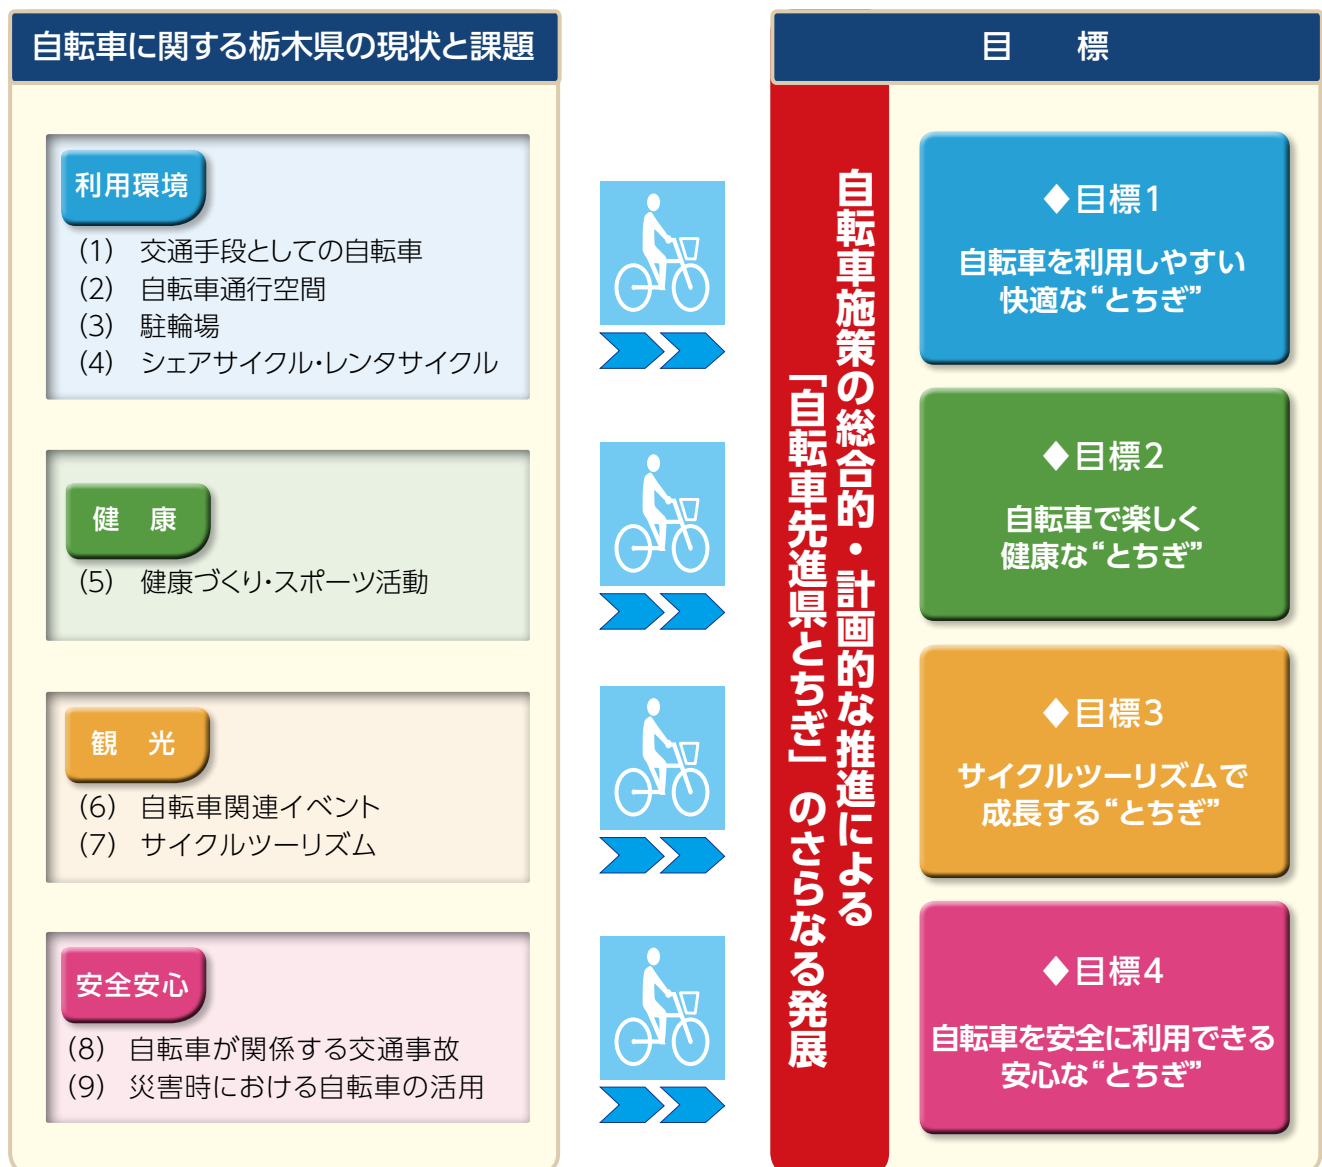 自転車に関する栃木県の現状と課題
利用環境
(1) 交通手段としての自転車
(2) 自転車通行空間
(3) 駐輪場
(4) シェアサイクル・レンタサイクル
健 康
(5) 健康づくり・スポーツ活動
観 光
(6) 自転車関連イベント
(7) サイクルツーリズム
安全安心
(8) 自転車が関係する交通事故
(9) 災害時における自転車の活用
目 標
自転車施策の総合的・計画的な推進による
「自転車先進県とちぎ」のさらなる発展
◆目標1
自転車を利用しやすい
快適な“とちぎ”
◆目標2
自転車で楽しく
健康な“とちぎ”
◆目標3
サイクルツーリズムで
成長する“とちぎ”
◆目標4
自転車を安全に利用できる
安心な“とちぎ”